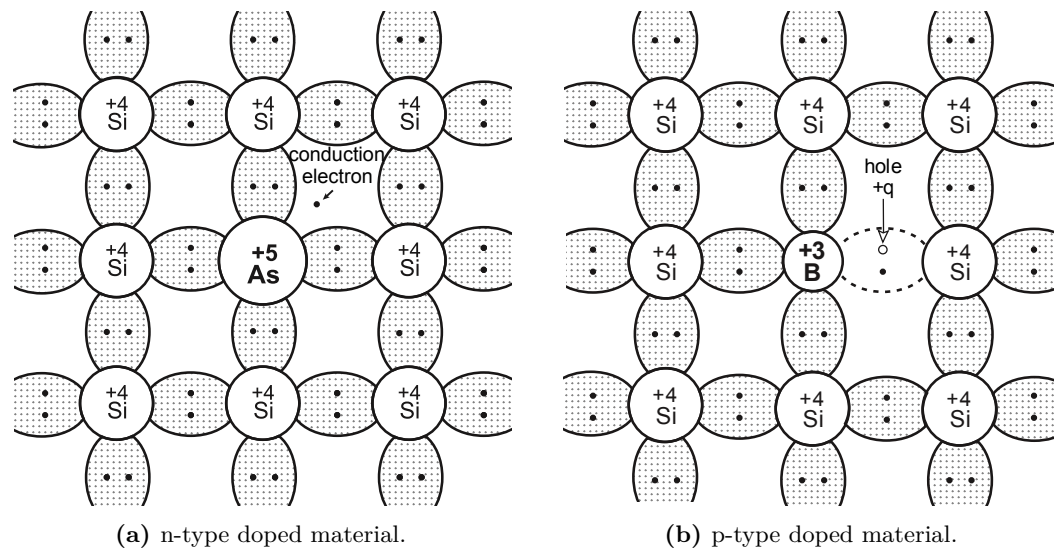 +4 +4 +4
Si Si Si
conduction
electron
+4 +5 +4
Si As Si
+4 +4 +4
Si Si Si
(a) n-type doped material.
+4 +4 +4
Si Si Si
hole
+q
+4 +3 +4
Si B Si
+4 +4 +4
Si Si Si
(b) p-type doped material.